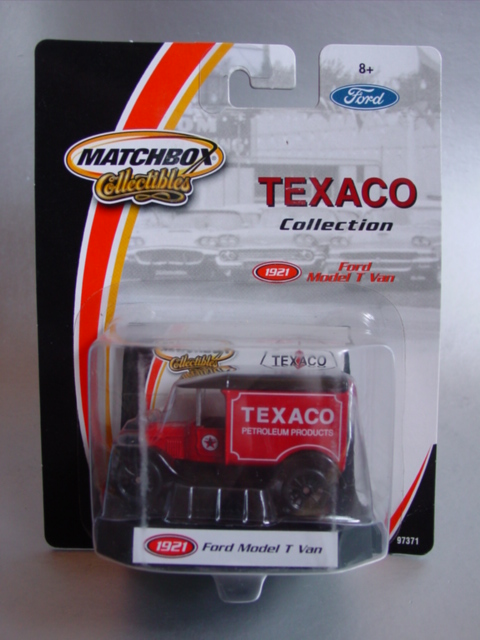 8+
Ford
MATCHBOX
Collectibles
TEXACO
Collection
1921 Ford
Model T Van
Collectibles
TEXACO
TEXACO
PETROLEUM PRODUCTS
1921 Ford Model T Van
97371